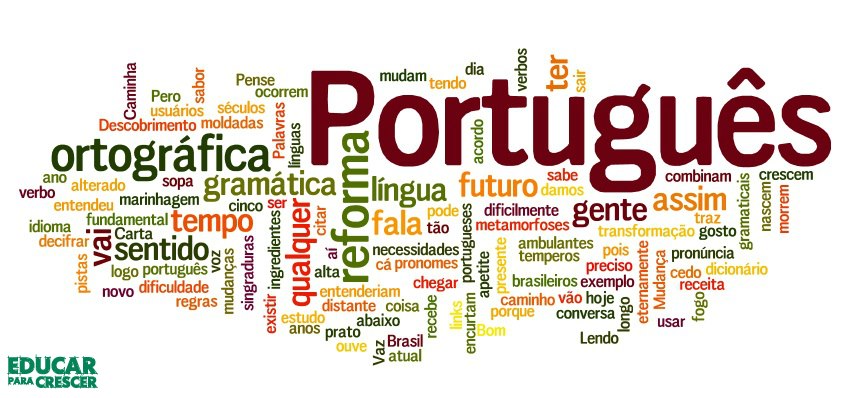 Português
ortográfica
reforma
gramática
língua
futuro
gente
assim
tempo
sentido
fala
qualquer
vai
ter
Caminha
Pero
sabor
Pense
ocorrem
mudam
tendo
dia
verbos
sair
usuários
séculos
Descobrimento
moldadas
Palavras
línguas
acordo
ano
alterado
sopa
verbo
marinhagem
cinco
ser
citar
entendeu
fundamental
idioma
Carta
decifrar
pistas
logo
português
voz
mudanças
singraduras
ingredientes
aí
alta
novo
dificuldade
regras
existir
estudo
anos
entenderiam
distante
coisa
prato
abaixo
ouve
Vaz
Brasil
atual
recebe
links
encurtam
Bom
necessidades
cá
pronomes
chegar
pode
tão
portugueses
apetite
presente
sabe
damos
dificilmente
metamorfoses
ambulantes
temperos
brasileiros
caminho
porque
vão
hoje
conversa
Lendo
longo
exemplo
preciso
pois
transformação
traz
gosto
combinam
crescem
gramaticais
nascem
morrem
pronúncia
cedo
dicionário
receita
Mudança
eternamente
usar
fogo
EDUCAR
PARA CRESCER